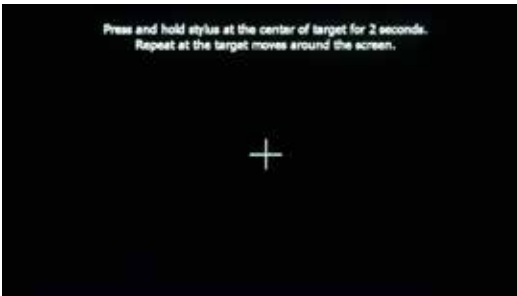 Press and hold stylus at the center of target for 2 seconds.
Repeat at the target moves around the screen.